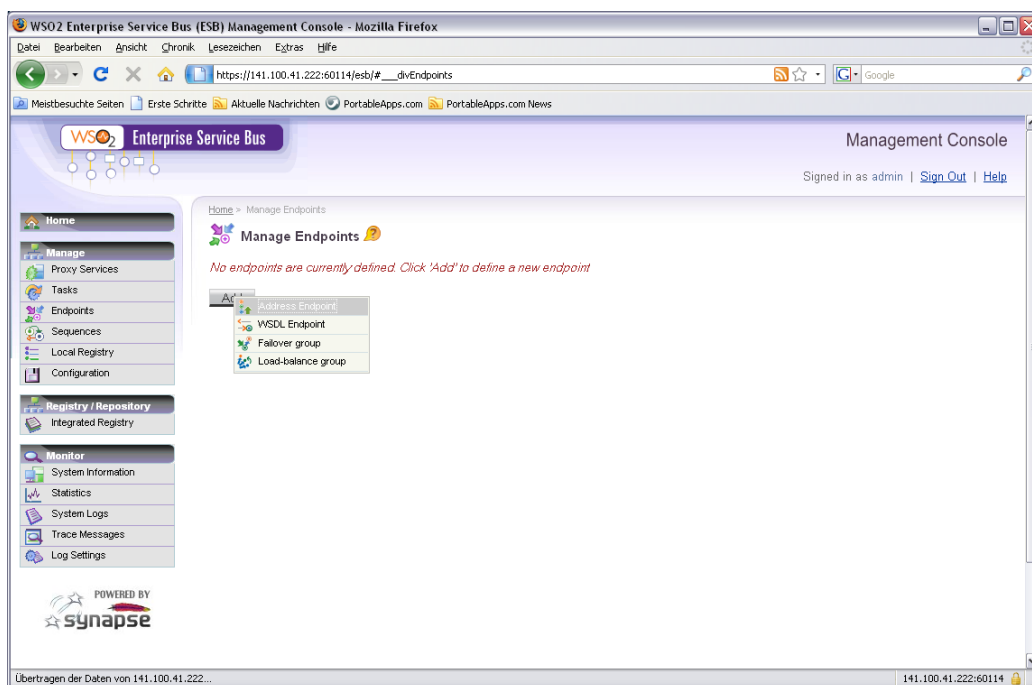 WSO2 Enterprise Service Bus (ESB) Management Console - Mozilla Firefox
Datei Bearbeiten Ansicht Chronik Lesezeichen Extras Hilfe
https://141.100.41.222:60114/esb/#___divEndpoints
Google
Meistbesuchte Seiten Erste Schritte Aktuelle Nachrichten PortableApps.com PortableApps.com News
WSO2 Enterprise Service Bus
Management Console
Signed in as admin | Sign Out | Help
Home > Manage Endpoints
Manage Endpoints
No endpoints are currently defined. Click 'Add' to define a new endpoint
Add
Address Endpoint
WSDL Endpoint
Failover group
Load-balance group
Home
Manage
Proxy Services
Tasks
Endpoints
Sequences
Local Registry
Configuration
Registry / Repository
Integrated Registry
Monitor
System Information
Statistics
System Logs
Trace Messages
Log Settings
POWERED BY
synapse
Übertragen der Daten von 141.100.41.222...
141.100.41.222:60114